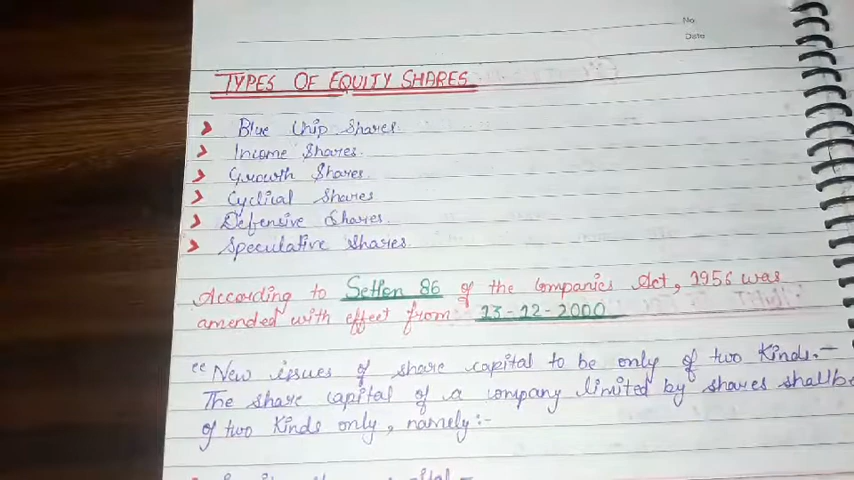 No
Date
TYPES OF EQUITY SHARES
Blue Chip Shares.
Income Shares.
Growth Shares.
Cyclical Shares
Defensive Shares.
Speculative Shares.
According to Setion 86 of the Companies Act, 1956 was
amended with effect from 13-12-2000
"New issues of share capital to be only of two Kinds.-
The share capital of a company limited by shares shall be
of two Kinds only, namely:-